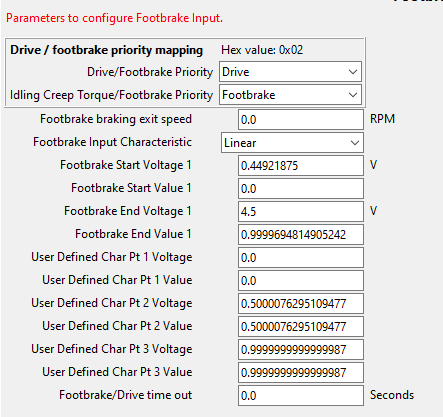 Parameters to configure Footbrake Input.
Drive / footbrake priority mapping Hex value: 0x02
Drive/Footbrake Priority Drive
Idling Creep Torque/Footbrake Priority Footbrake
Footbrake braking exit speed 0.0 RPM
Footbrake Input Characteristic Linear
Footbrake Start Voltage 1 0.44921875 V
Footbrake Start Value 1 0.0
Footbrake End Voltage 1 4.5 V
Footbrake End Value 1 0.9999694814905242
User Defined Char Pt 1 Voltage 0.0
User Defined Char Pt 1 Value 0.0
User Defined Char Pt 2 Voltage 0.5000076295109477
User Defined Char Pt 2 Value 0.5000076295109477
User Defined Char Pt 3 Voltage 0.9999999999999987
User Defined Char Pt 3 Value 0.9999999999999987
Footbrake/Drive time out 0.0 Seconds